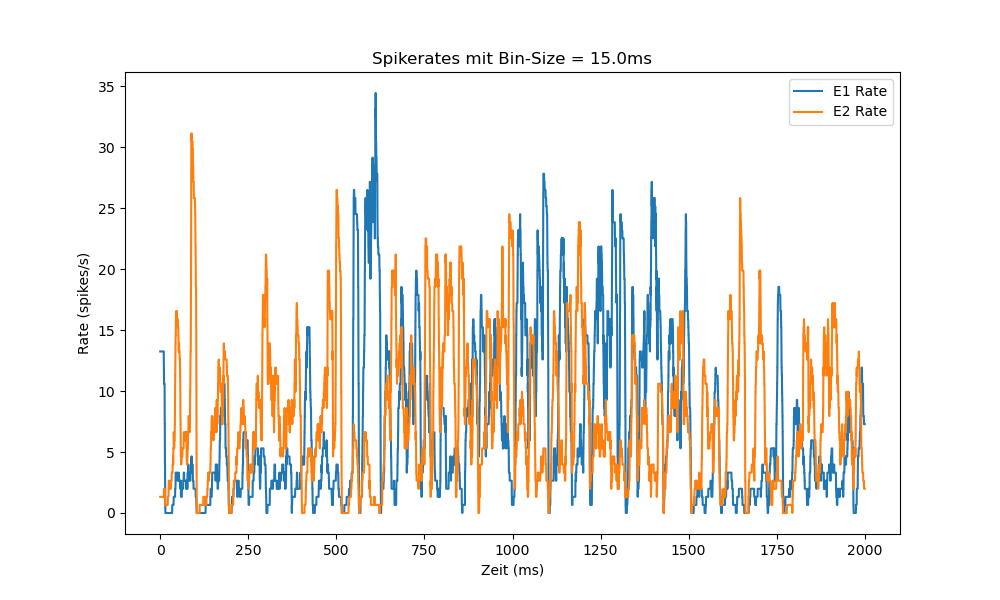 Spikerates mit Bin-Size = 15.0ms
E1 Rate
E2 Rate
Rate (spikes/s)
35
30
25
20
15
10
5
0
0 250 500 750 1000 1250 1500 1750 2000
Zeit (ms)